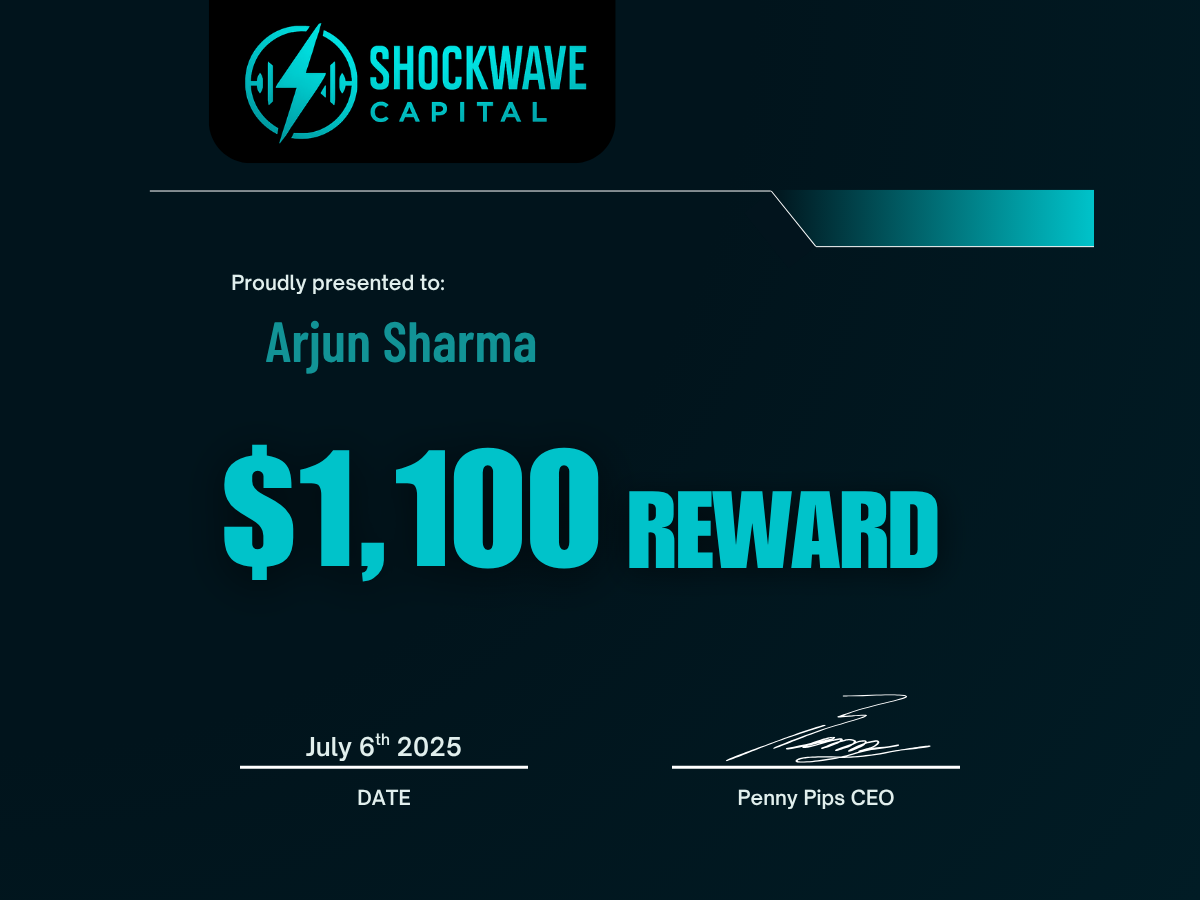 SHOCKWAVE
CAPITAL
Proudly presented to:
Arjun Sharma
$1,100 REWARD
July 6th 2025
DATE
Penny Pips CEO